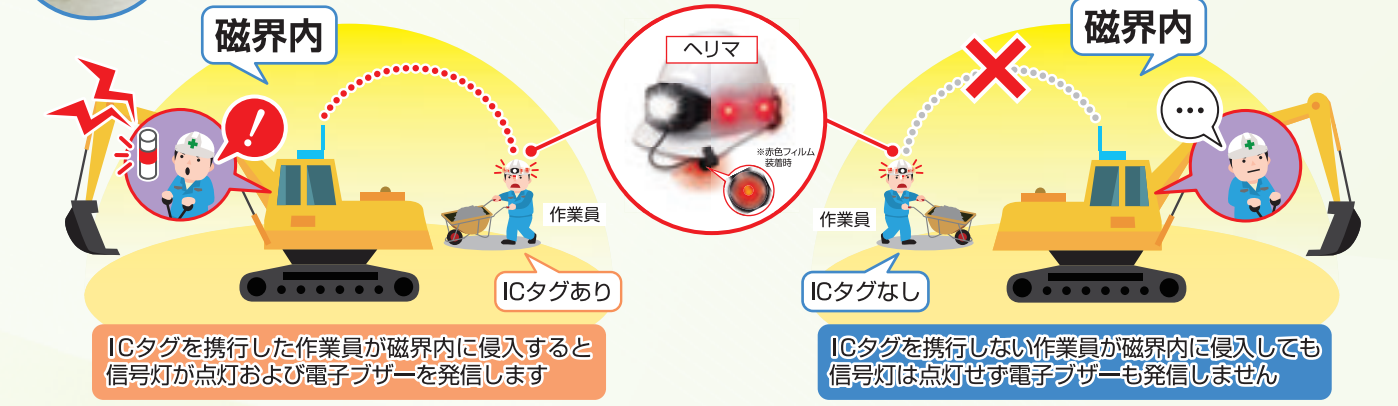 磁界内
ヘリマ
※赤色フィルム
装着時
磁界内
!
作業員
ICタグあり
...
作業員
ICタグなし
ICタグを携行した作業員が磁界内に侵入すると
信号灯が点灯および電子ブザーを発信します
ICタグを携行しない作業員が磁界内に侵入しても
信号灯は点灯せず電子ブザーも発信しません